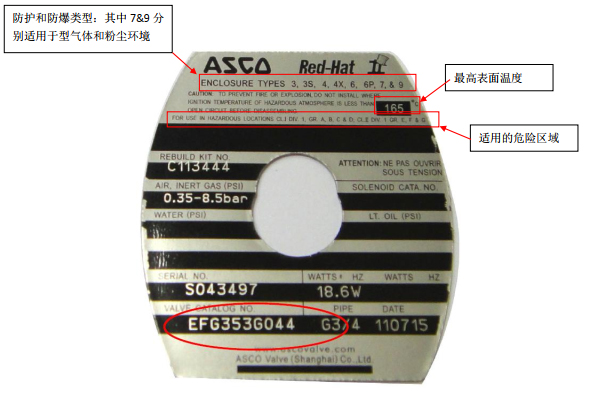 防护和防爆类型：其中 7&9 分
别适用于型气体和粉尘环境
ASCO Red-Hat II
ENCLOSURE TYPES 3, 3S, 4, 4X, 6, 6P, 7, & 9
最高表面温度
CAUTION: TO PREVENT FIRE OR EXPLOSION, DO NOT INSTALL WHERE
IGNITION TEMPERATURE OF HAZARDOUS ATMOSPHERE IS LESS THAN 165 °C
OPEN CIRCUIT BEFORE DISASSEMBLING
FOR USE IN HAZARDOUS LOCATIONS CL.I DIV. 1, GR. A, B, C & D, CL.II DIV. 1 GR. E, F & G
适用的危险区域
REBUILD KIT NO.
C113444
ATTENTION: NE PAS OUVRIR
SOUS TENSION
AIR, INERT GAS (PSI) SOLENOID CATA. NO.
0.35-8.5bar
WATER (PSI) LT. OIL (PSI)
SERIAL NO. WATTS HZ WATTS HZ
S043497 18.6W
VALVE CATALOG NO. PIPE DATE
EFG353G044 G3/4 110715
www.ascovalve.com
ASCO Valve (Shanghai) Co.,Ltd.